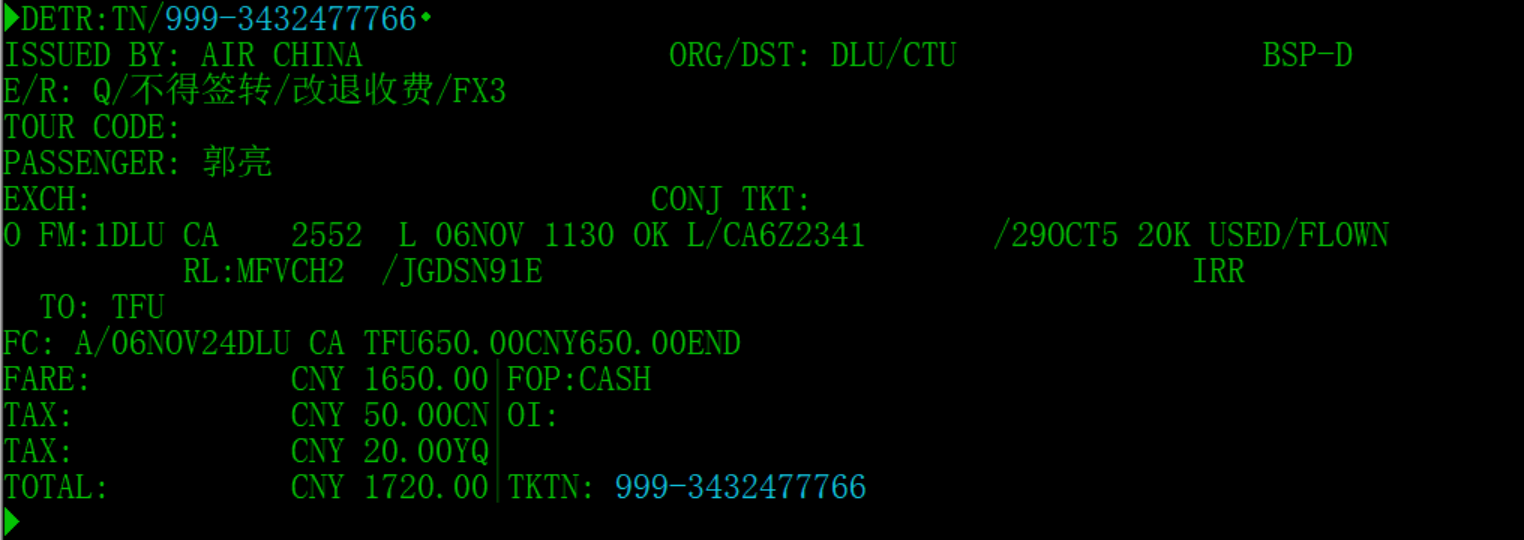 DETR:TN/999-3432477766
ISSUED BY: AIR CHINA ORG/DST: DLU/CTU BSP-D
E/R: Q/不得签转/改退收费/FX3
TOUR CODE:
PASSENGER: 郭亮
EXCH: CONJ TKT:
O FM:1DLU CA 2552 L 06NOV 1130 OK L/CA6Z2341 /29OCT5 20K USED/FLOWN
RL:MFVCH2 /JGDSN91E IRR
TO: TFU
FC: A/06NOV24DLU CA TFU650.00CNY650.00END
FARE: CNY 1650.00 FOP:CASH
TAX: CNY 50.00CN OI:
TAX: CNY 20.00YQ
TOTAL: CNY 1720.00 TKTN: 999-3432477766